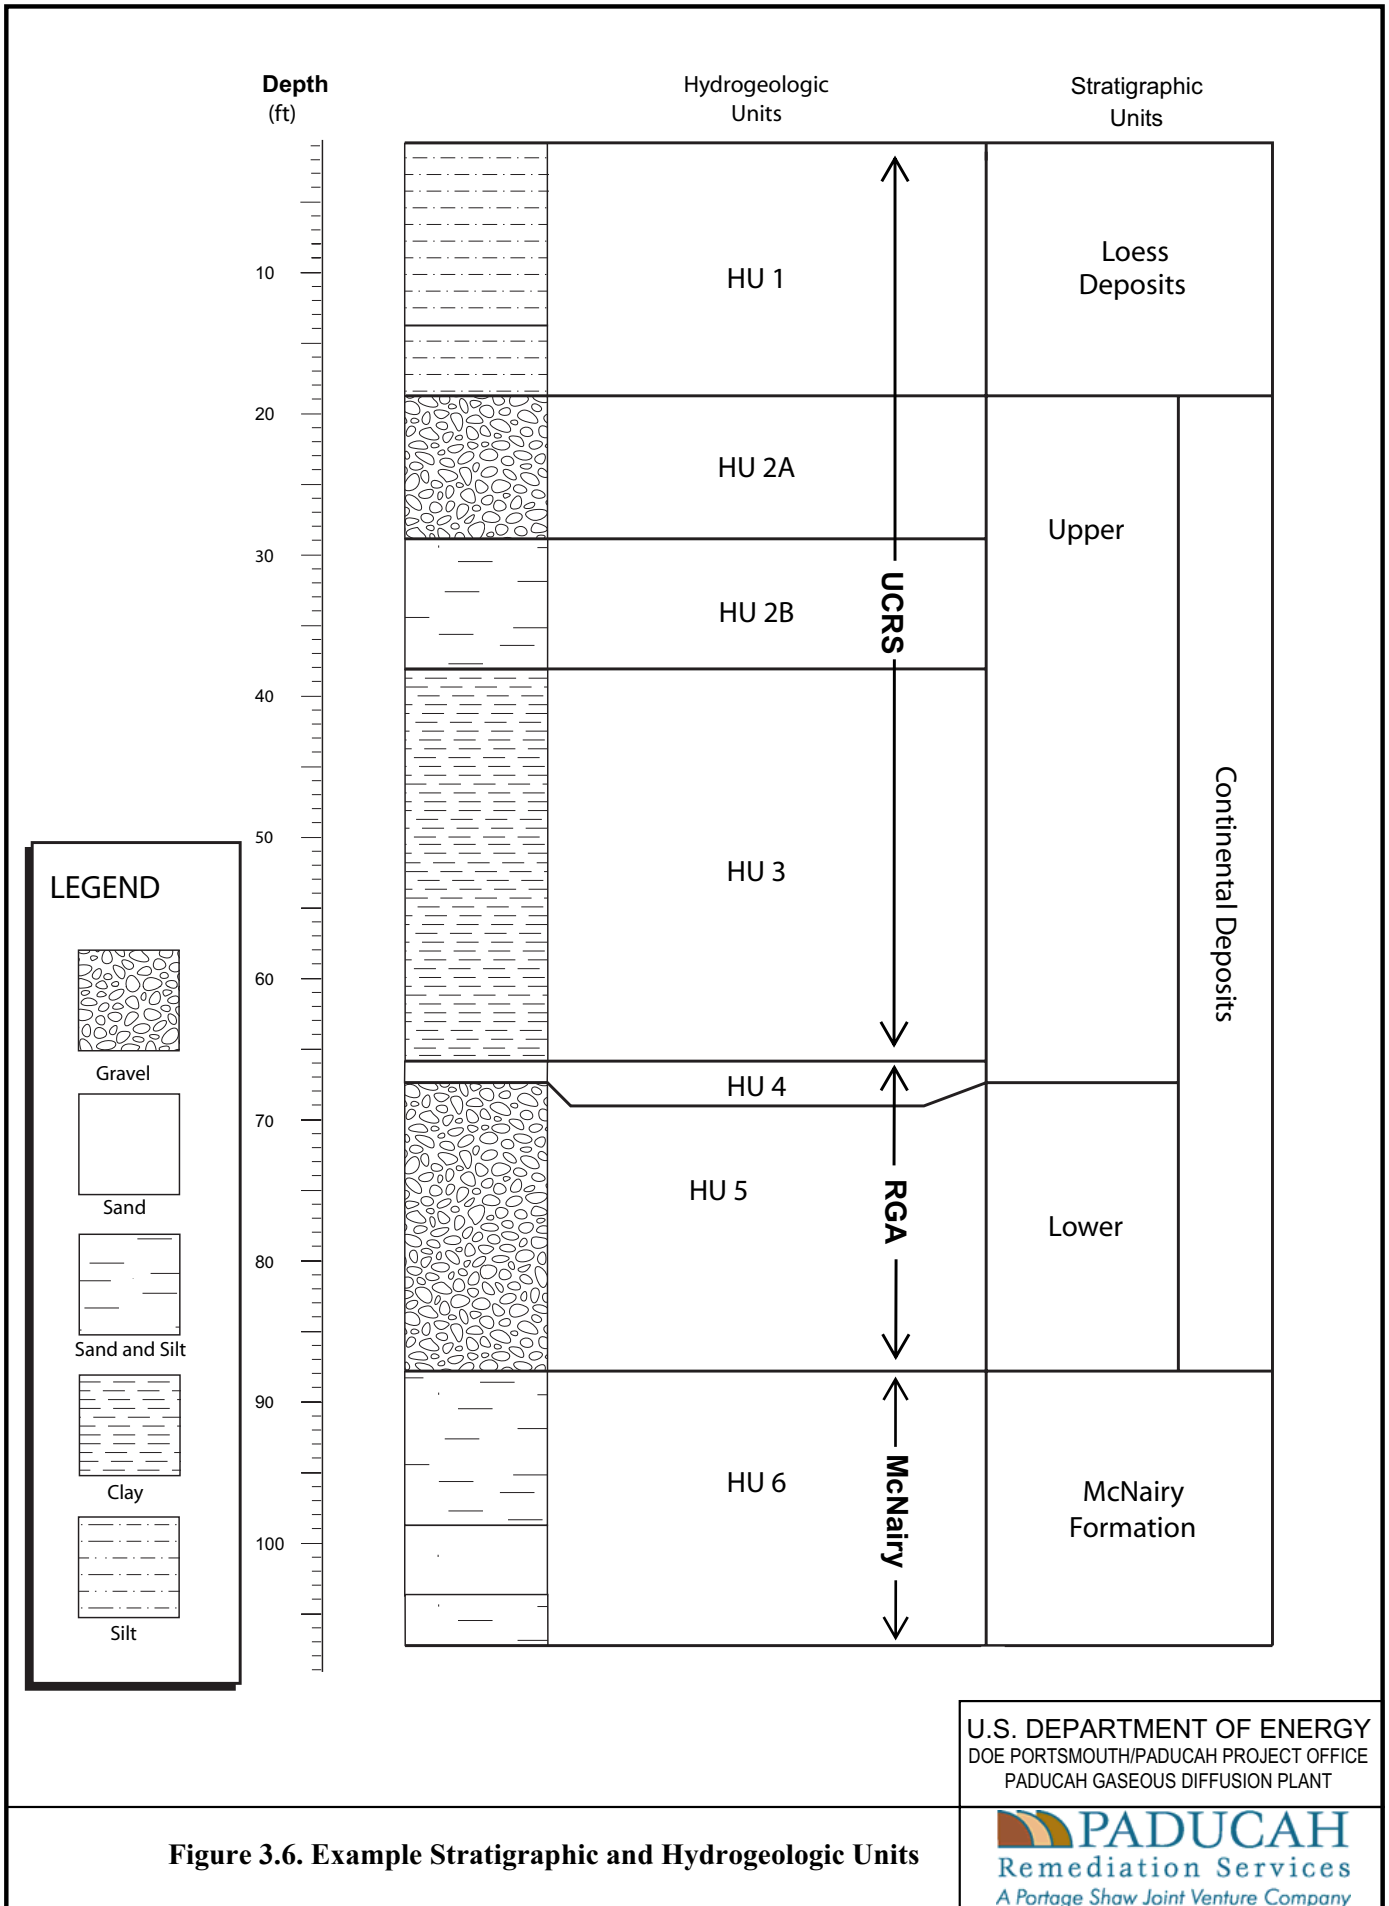 Depth
(ft)
Hydrogeologic
Units
Stratigraphic
Units
10
20
30
40
50
60
70
80
90
100
HU 1
HU 2A
HU 2B
HU 3
HU 4
HU 5
HU 6
UCRS
RGA
McNairy
Loess
Deposits
Upper
Lower
Continental Deposits
McNairy
Formation
LEGEND
Gravel
Sand
Sand and Silt
Clay
Silt
U.S. DEPARTMENT OF ENERGY
DOE PORTSMOUTH/PADUCAH PROJECT OFFICE
PADUCAH GASEOUS DIFFUSION PLANT
Figure 3.6. Example Stratigraphic and Hydrogeologic Units
PADUCAH
Remediation Services
A Portage Shaw Joint Venture Company